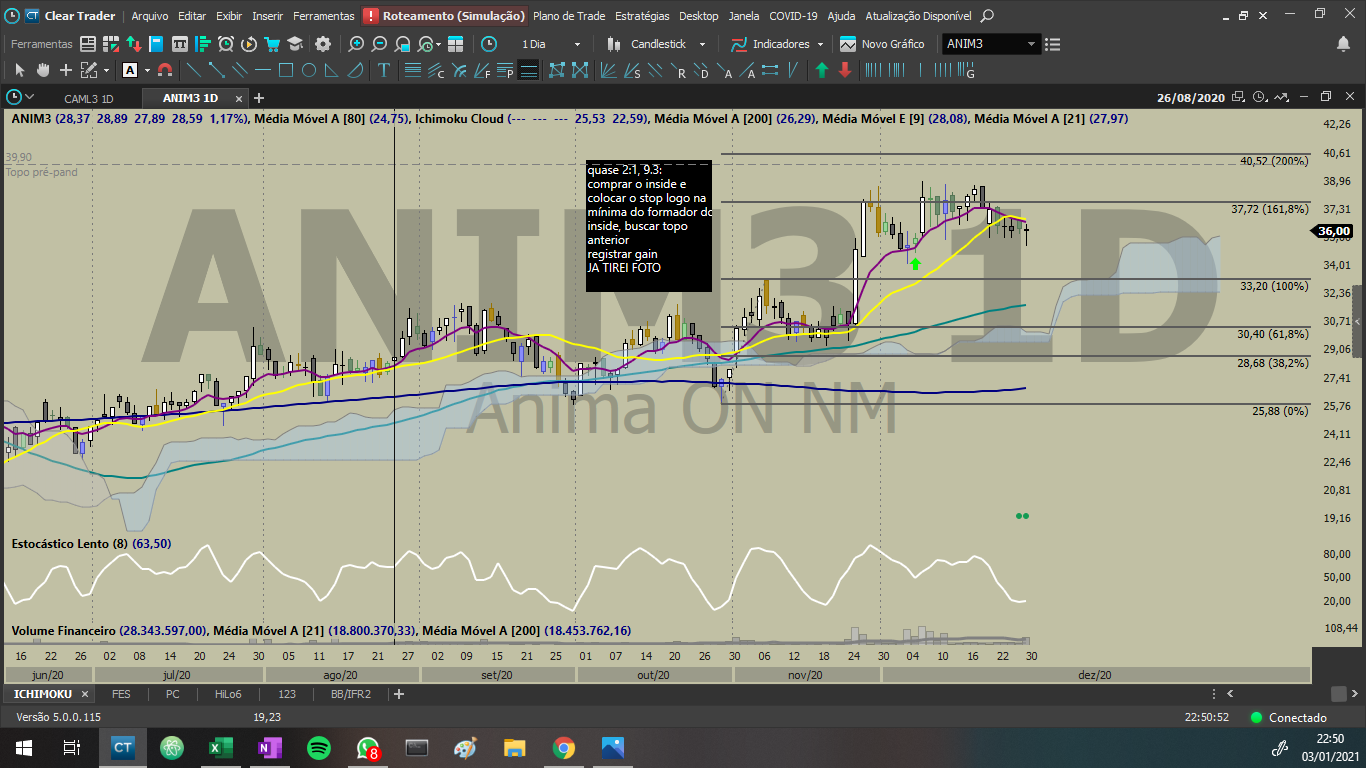 Clear Trader Arquivo Editar Exibir Inserir Ferramentas ! Roteamento (Simulação) Plano de Trade Estratégias Desktop Janela COVID-19 Ajuda Atualização Disponível
Ferramentas 1 Dia Candlestick Indicadores Novo Gráfico ANIM3
CAML3 1D ANIM3 1D 26/08/2020
ANIM3 (28,37 28,89 27,89 28,59 1,17%), Média Móvel A [80] (24,75), Ichimoku Cloud (--- --- --- 25,53 22,59), Média Móvel A [200] (26,29), Média Móvel E [9] (28,08), Média Móvel A [21] (27,97)
42,26
39,90
Topo pré-pand
quase 2:1, 9.3:
comprar o inside e
colocar o stop logo na
mínima do formador do
inside, buscar topo
anterior
registrar gain
JA TIREI FOTO
ANIM3 1D
Anima ON NM
40,52 (200%)
37,72 (161,8%)
33,20 (100%)
30,40 (61,8%)
28,68 (38,2%)
25,88 (0%)
40,61
38,96
37,31
36,00
34,01
32,36
30,71
29,06
27,41
25,76
24,11
22,46
20,81
19,16
Estocástico Lento (8) (63,50)
80,00
50,00
20,00
Volume Financeiro (28.343.597,00), Média Móvel A [21] (18.800.370,33), Média Móvel A [200] (18.453.762,16)
108,44
16 22 26 02 08 14 20 24 30 05 11 17 21 27 02 09 15 21 25 01 07 14 20 26 30 06 12 18 24 30 04 10 16 22 30
jun/20 jul/20 ago/20 set/20 out/20 nov/20 dez/20
ICHIMOKU FES PC HiLo6 123 BB/IFR2
Versão 5.0.0.115 19,23 22:50:52 Conectado
CT 8 22:50
03/01/2021